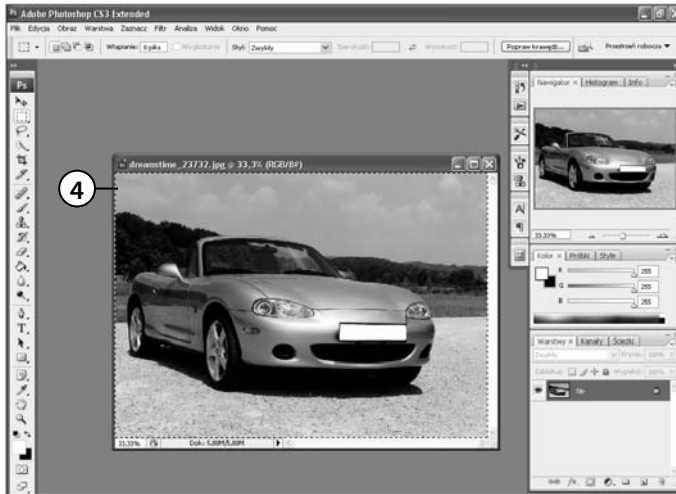 Adobe Photoshop CS3 Extended
Plik Edycja Obraz Warstwa Zaznacz Filtr Analiza Widok Okno Pomoc
Wtapianie: 0 piks Wygładzanie Styl: Zwykły Szerokość: Wysokość: Popraw krawędź... Przestrzeń robocza
Ps
Nawigator x Histogram Info
dreamstime_23732.jpg @ 33,3% (RGB/8#)
4
33,33%
Kolor x Próbki Style
R 255
G 255
B 255
Warstwy x Kanały Ścieżki
Zwykły Krycie: 100%
Zablokuj: Wypełnij: 100%
Tło
33,33% Dok: 5,00M/5,00M